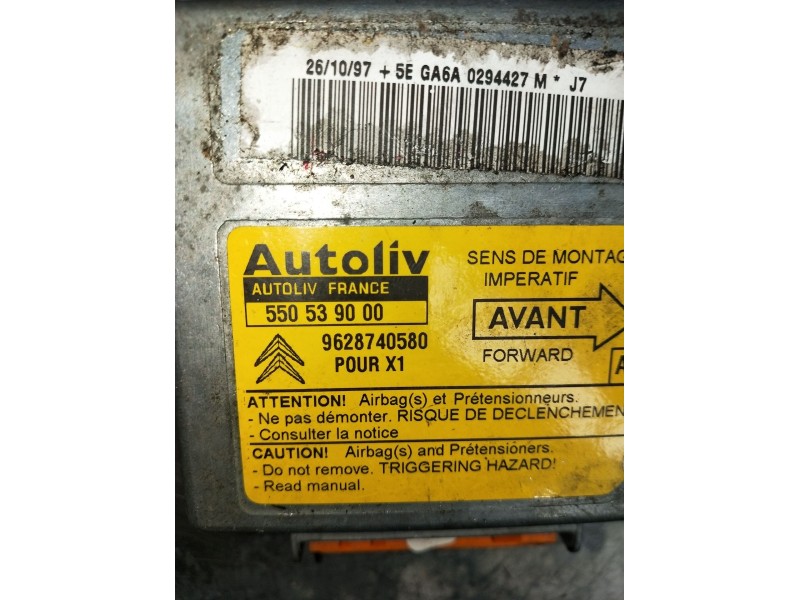 26/10/97 + 5E GA6A 0294427 M * J7
Autoliv
AUTOLIV FRANCE
550 53 90 00
9628740580
POUR X1
SENS DE MONTAG
IMPERATIF
AVANT
FORWARD
A
ATTENTION! Airbag(s) et Prétensionneurs.
- Ne pas démonter. RISQUE DE DECLENCHEMEN
- Consulter la notice
CAUTION! Airbag(s) and Prétensioners.
- Do not remove. TRIGGERING HAZARD!
- Read manual.